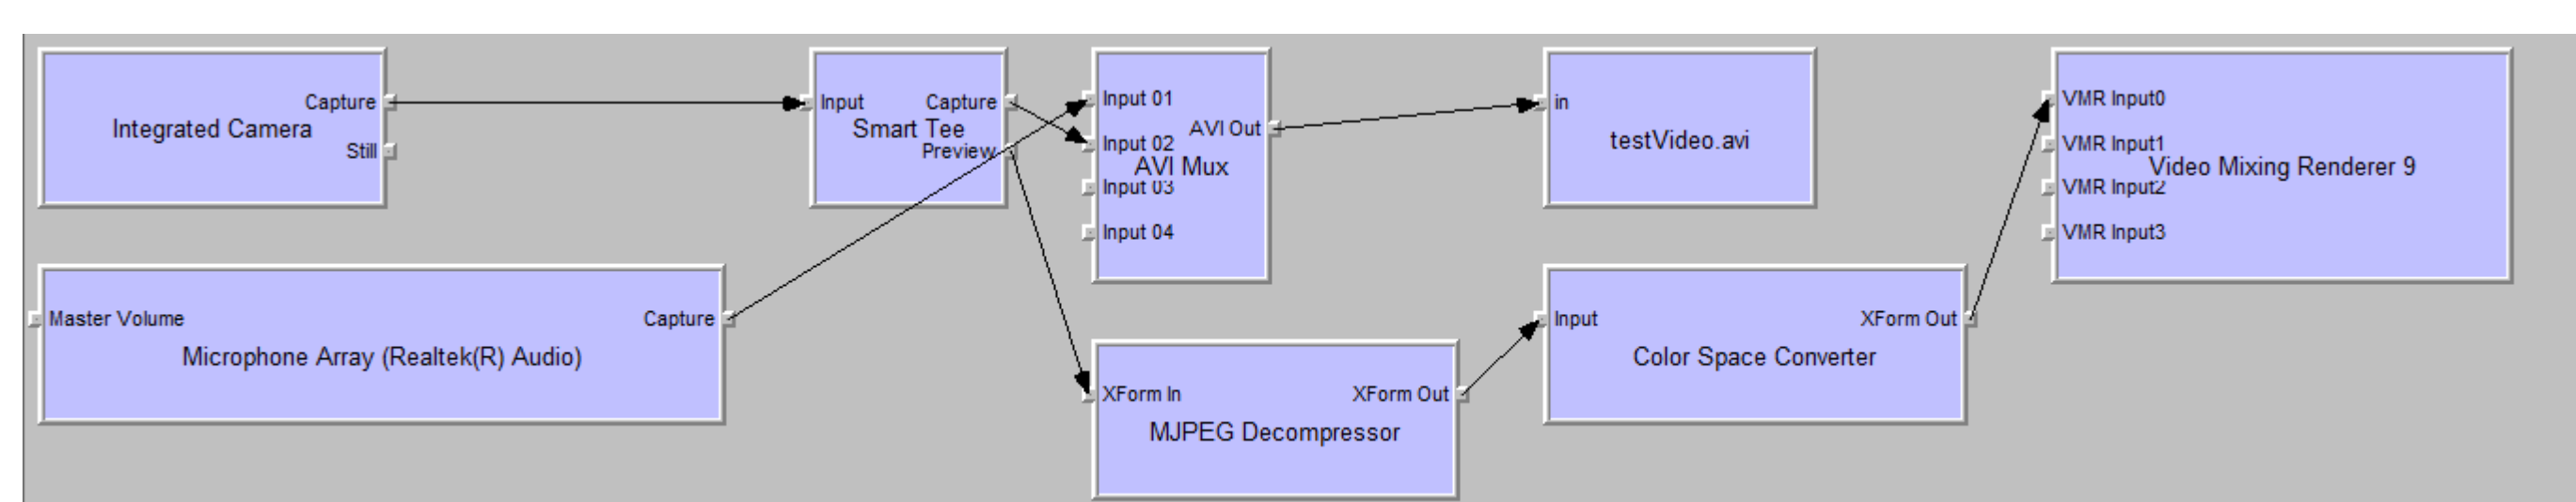 Capture
Integrated Camera
Still
Input Capture
Smart Tee
Preview
Input 01
AVI Out
Input 02
AVI Mux
Input 03
Input 04
in
testVideo.avi
VMR Input0
VMR Input1
Video Mixing Renderer 9
VMR Input2
VMR Input3
Master Volume Capture
Microphone Array (Realtek(R) Audio)
XForm In XForm Out
MJPEG Decompressor
Input XForm Out
Color Space Converter